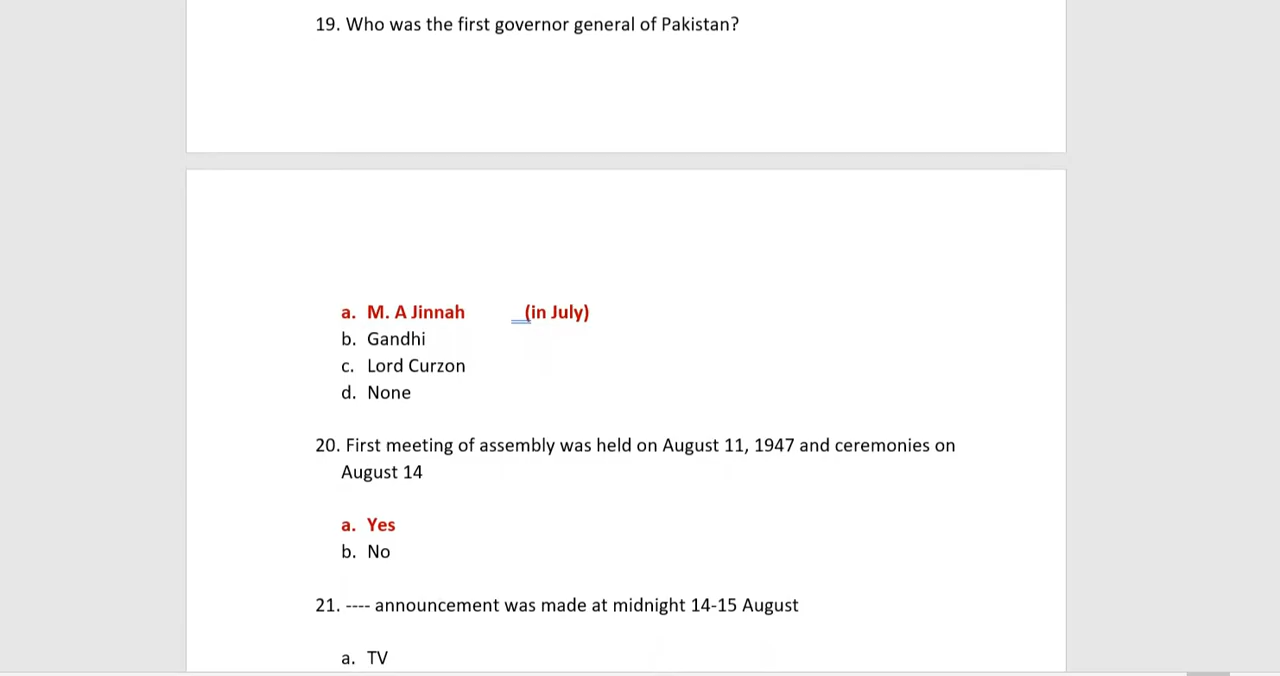 19. Who was the first governor general of Pakistan?
a. M. A Jinnah (in July)
b. Gandhi
c. Lord Curzon
d. None
20. First meeting of assembly was held on August 11, 1947 and ceremonies on
August 14
a. Yes
b. No
21. ---- announcement was made at midnight 14-15 August
a. TV